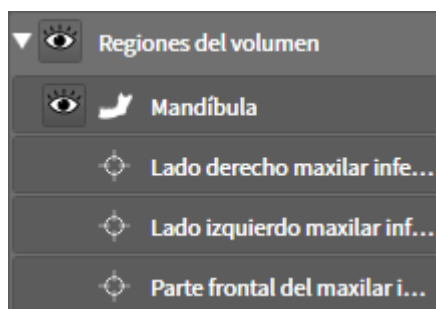 Regiones del volumen
Mandíbula
Lado derecho maxilar infe...
Lado izquierdo maxilar inf...
Parte frontal del maxilar i...